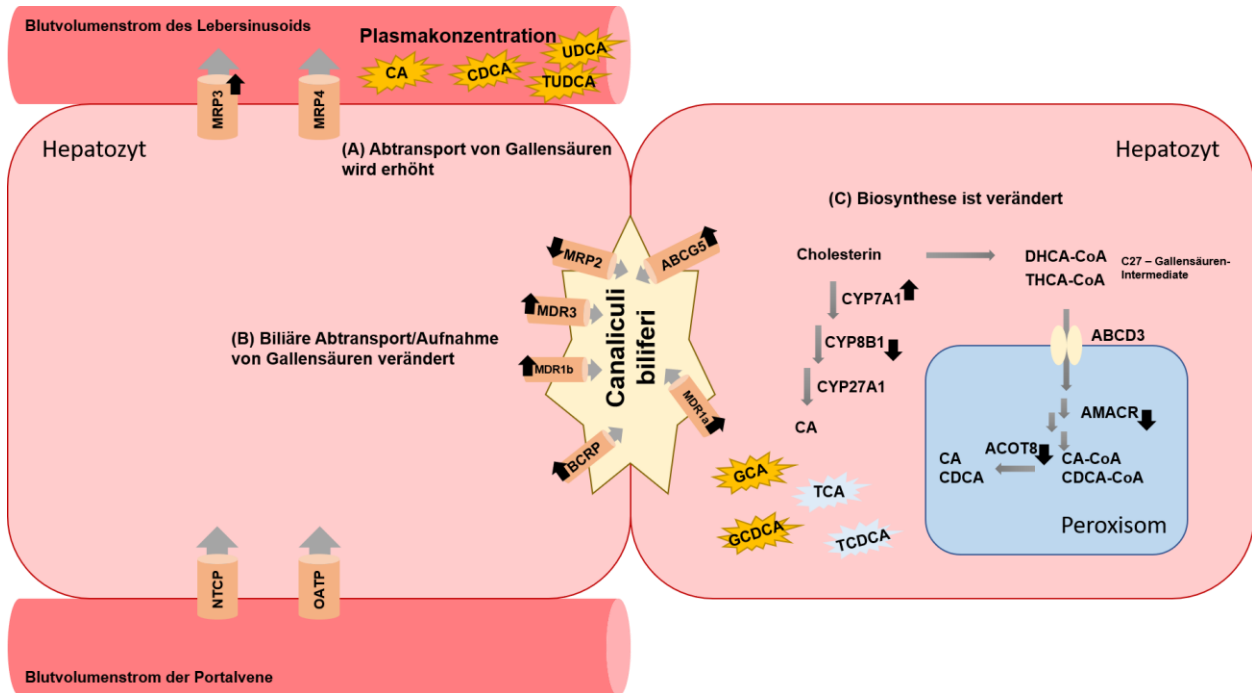 Blutvolumenstrom des Lebersinusoids
Plasmakonzentration
UDCA
CA
CDCA
TUDCA
MRP3
MRP4
Hepatozyt
(A) Abtransport von Gallensäuren
wird erhöht
(B) Biliäre Abtransport/Aufnahme
von Gallensäuren verändert
MRP2
ABCG5
MDR3
MDR1b
MDR1a
BCRP
Canaliculi
biliferi
NTCP
OATP
Blutvolumenstrom der Portalvene
Hepatozyt
(C) Biosynthese ist verändert
Cholesterin
DHCA-CoA
THCA-CoA
C27 – Gallensäuren-
Intermediate
CYP7A1
CYP8B1
CYP27A1
CA
ABCD3
AMACR
ACOT8
CA
CDCA
CA-CoA
CDCA-CoA
Peroxisom
GCA
TCA
GCDCA
TCDCA